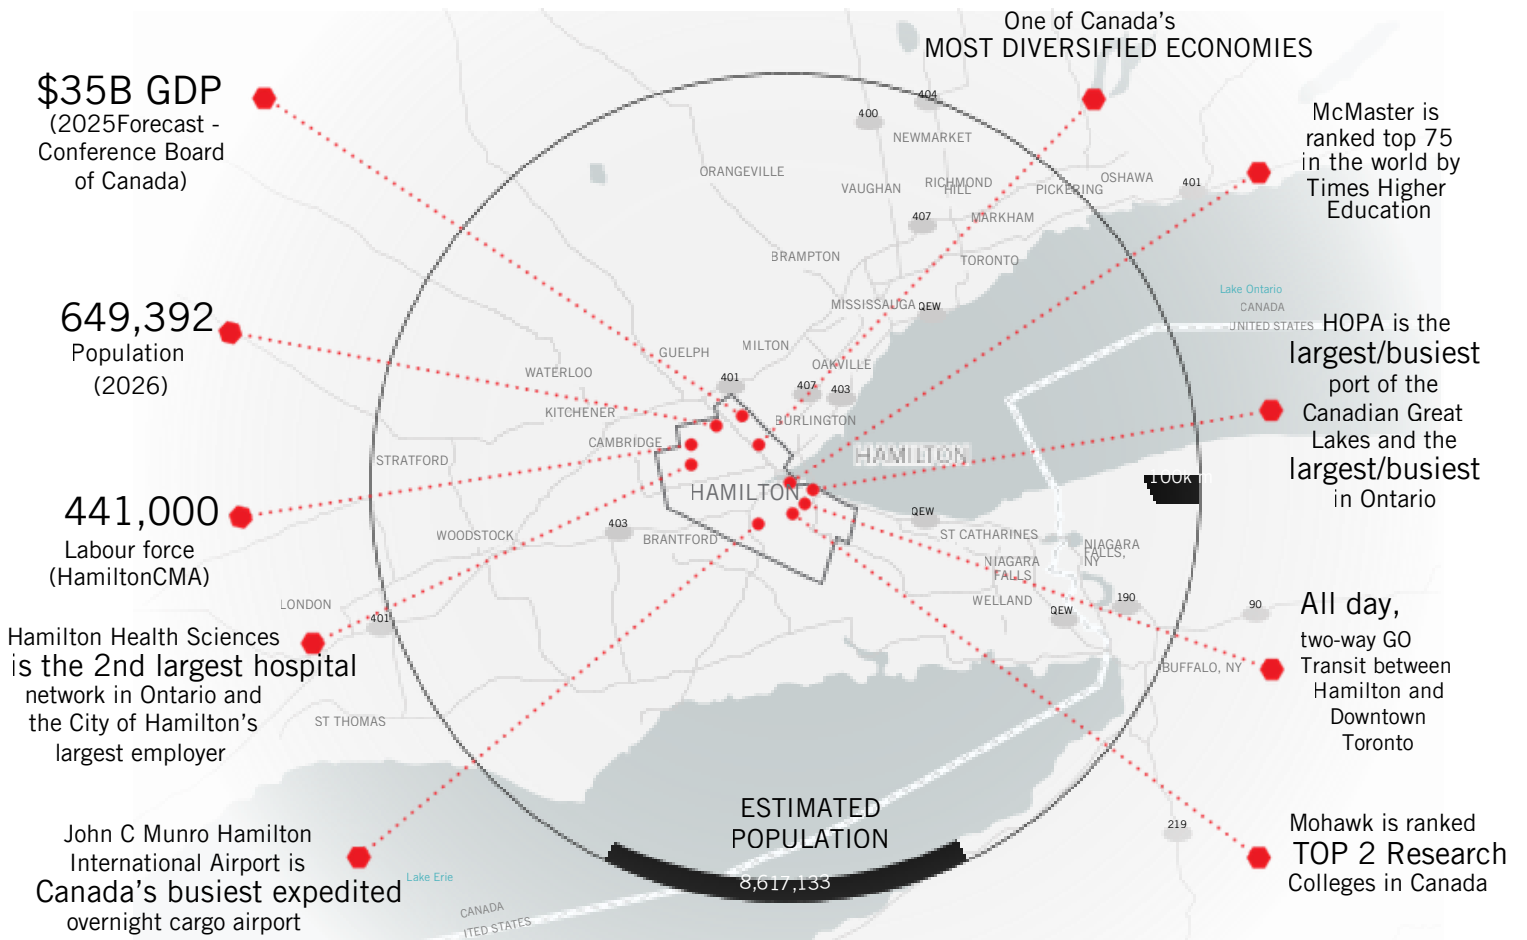 One of Canada's
MOST DIVERSIFIED ECONOMIES
$35B GDP
(2025Forecast -
Conference Board
of Canada)
649,392
Population
(2026)
441,000
Labour force
(HamiltonCMA)
Hamilton Health Sciences
is the 2nd largest hospital
network in Ontario and
the City of Hamilton's
largest employer
John C Munro Hamilton
International Airport is
Canada's busiest expedited
overnight cargo airport
McMaster is
ranked top 75
in the world by
Times Higher
Education
HOPA is the
largest/busiest
port of the
Canadian Great
Lakes and the
largest/busiest
in Ontario
All day,
two-way GO
Transit between
Hamilton and
Downtown
Toronto
Mohawk is ranked
TOP 2 Research
Colleges in Canada
404
400
NEWMARKET
ORANGEVILLE
VAUGHAN
RICHMOND
HILL
PICKERING
OSHAWA
401
407
MARKHAM
BRAMPTON
TORONTO
MISSISSAUGA
QEW
Lake Ontario
CANADA
UNITED STATES
GUELPH
MILTON
OAKVILLE
WATERLOO
401
407
403
KITCHENER
BURLINGTON
CAMBRIDGE
HAMILTON
STRATFORD
HAMILTON
100km
QEW
WOODSTOCK
403
BRANTFORD
ST CATHARINES
NIAGARA
FALLS,
NY
NIAGARA
FALLS
WELLAND
QEW
190
90
LONDON
401
BUFFALO, NY
ST THOMAS
219
ESTIMATED
POPULATION
8,617,133
Lake Erie
CANADA
ITED STATES